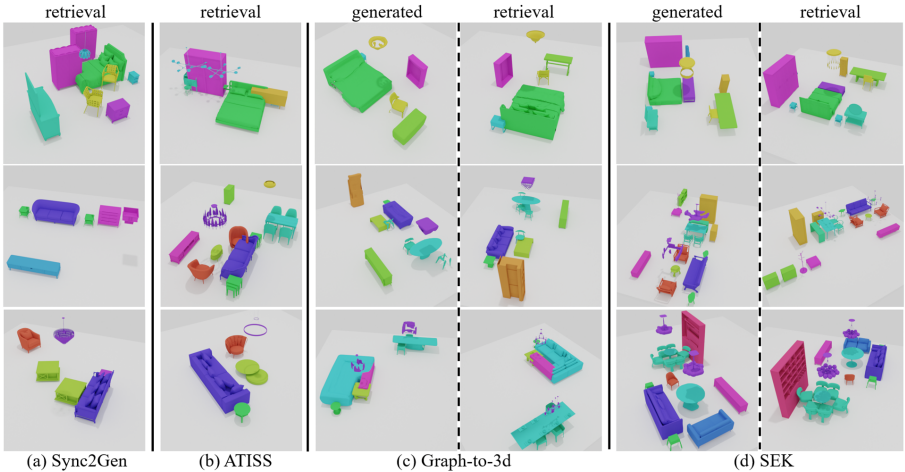 retrieval retrieval generated retrieval generated retrieval
(a) Sync2Gen (b) ATISS (c) Graph-to-3d (d) SEK